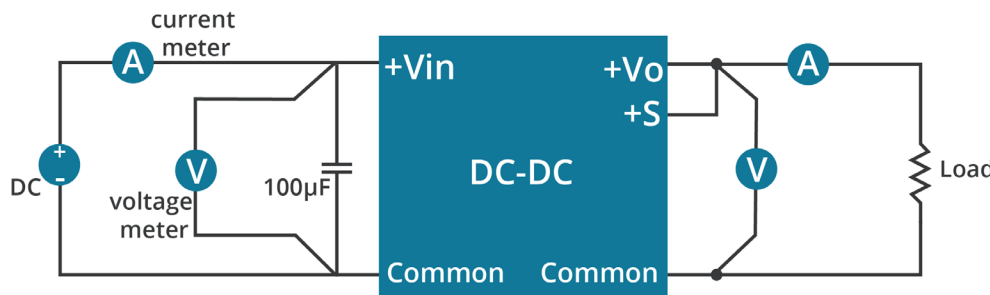 current
meter
A
+Vin
+Vo
A
+S
+
-
DC
V
100µF
DC-DC
V
Load
voltage
meter
Common
Common